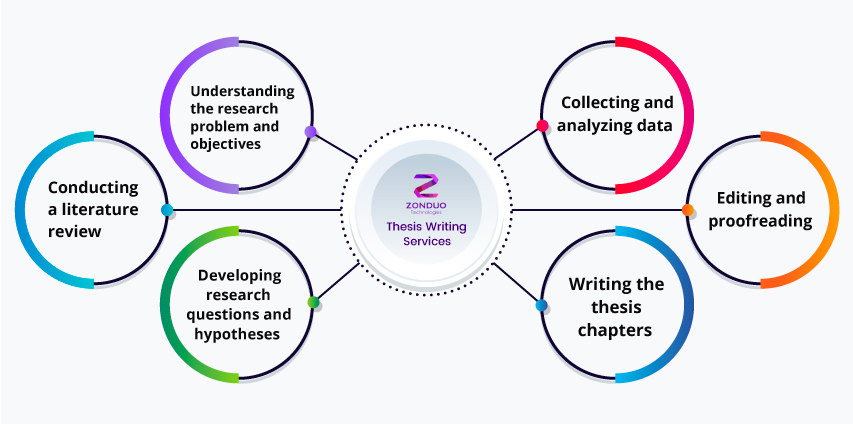 Understanding
the research
problem and
objectives
Conducting
a literature
review
Developing
research
questions and
hypotheses
ZONDUO
Technologies
Thesis Writing
Services
Collecting and
analyzing data
Editing and
proofreading
Writing the
thesis
chapters